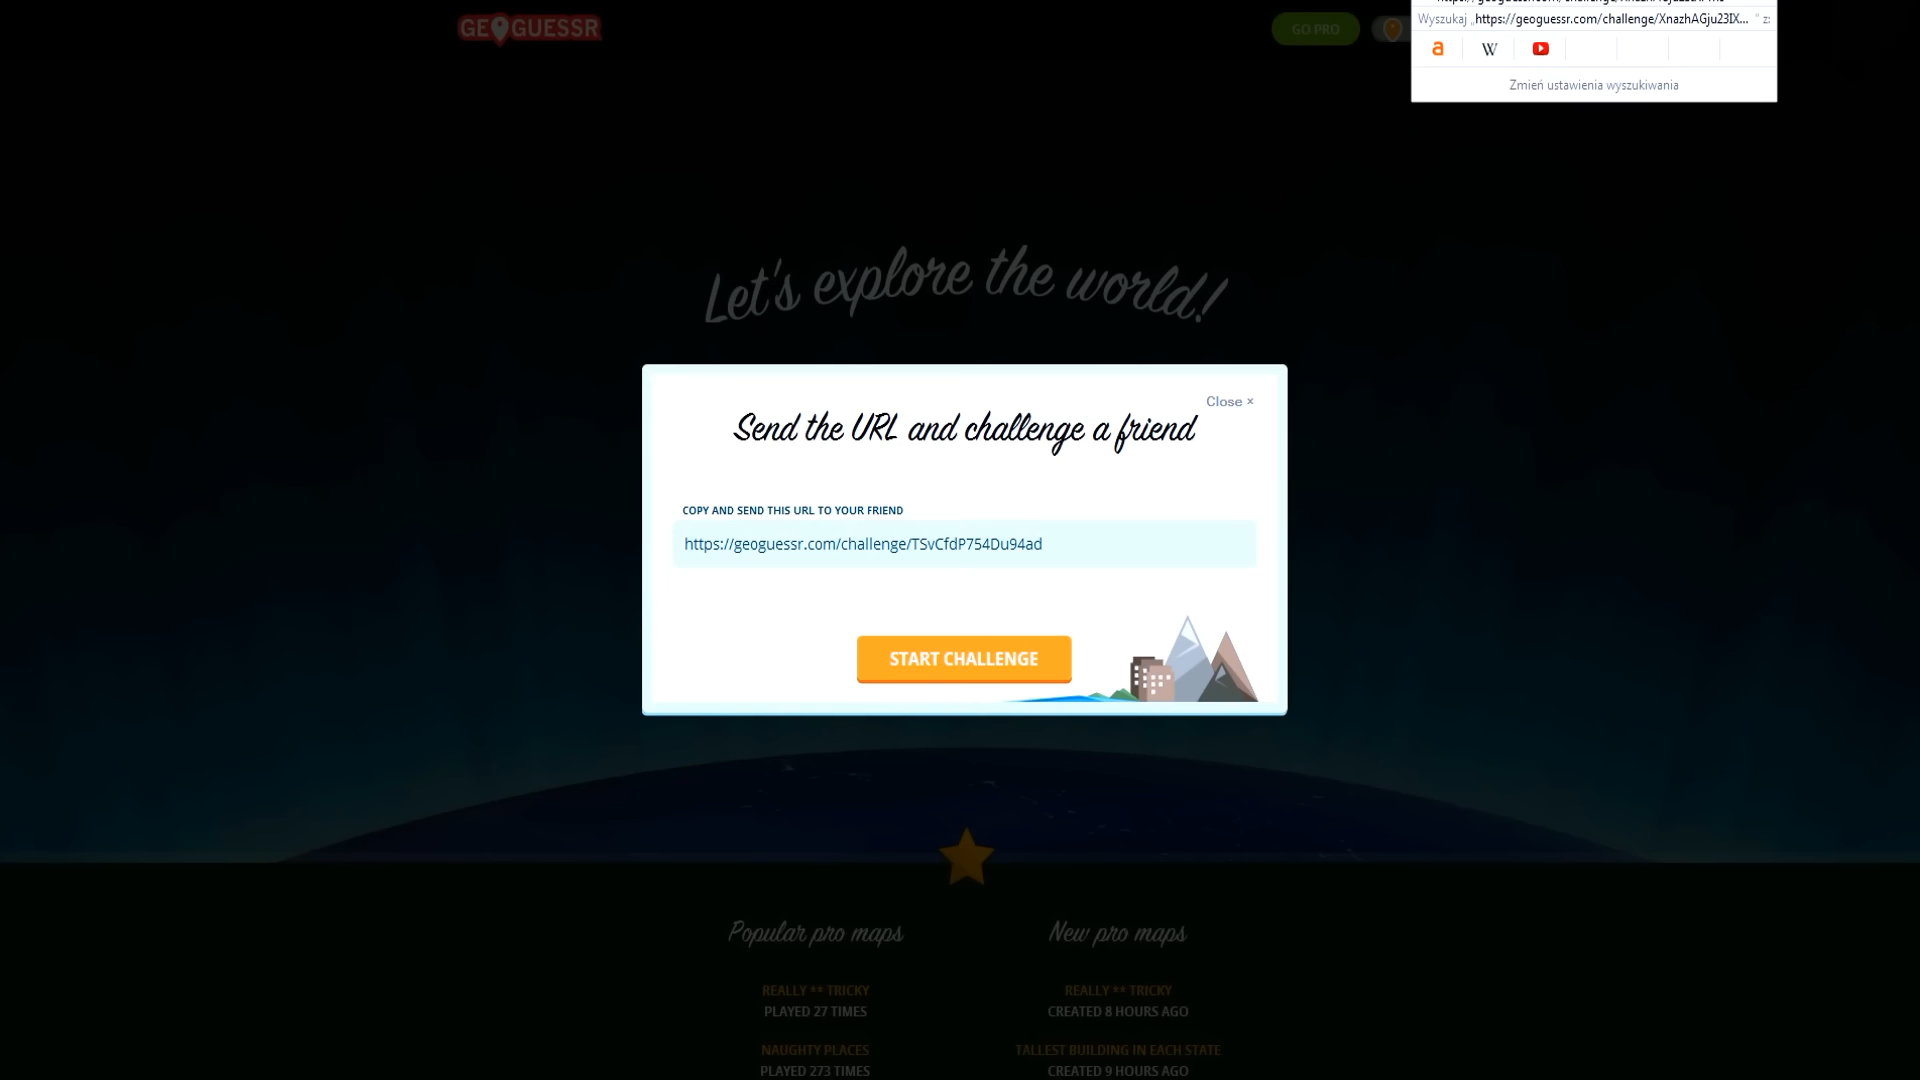 GEOGUESSR
GO PRO
Wyszukaj „https://geoguessr.com/challenge/XnazhAGju23IX... " z:
a W
Zmień ustawienia wyszukiwania
Let's explore the world!
Close ×
Send the URL and challenge a friend
COPY AND SEND THIS URL TO YOUR FRIEND
https://geoguessr.com/challenge/TSvCfdP754Du94ad
START CHALLENGE
Popular pro maps
REALLY ** TRICKY
PLAYED 27 TIMES
NAUGHTY PLACES
PLAYED 273 TIMES
New pro maps
REALLY ** TRICKY
CREATED 8 HOURS AGO
TALLEST BUILDING IN EACH STATE
CREATED 9 HOURS AGO